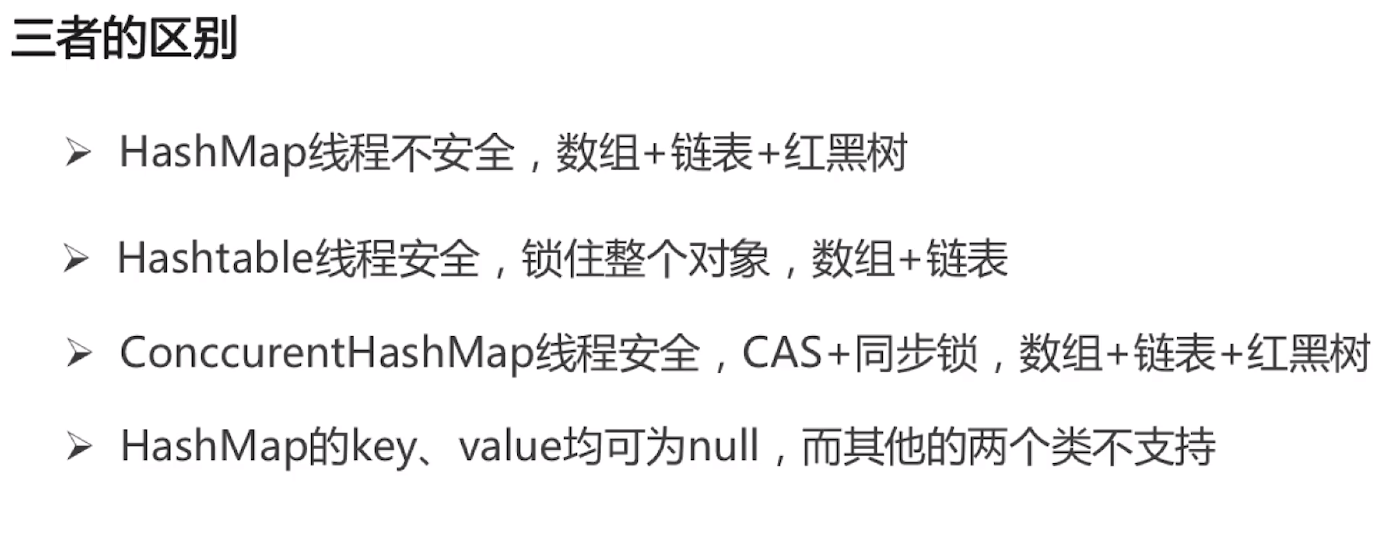 三者的区别
➢ HashMap线程不安全，数组+链表+红黑树
➢ Hashtable线程安全，锁住整个对象，数组+链表
➢ ConccurentHashMap线程安全，CAS+同步锁，数组+链表+红黑树
➢ HashMap的key、value均可为null，而其他的两个类不支持